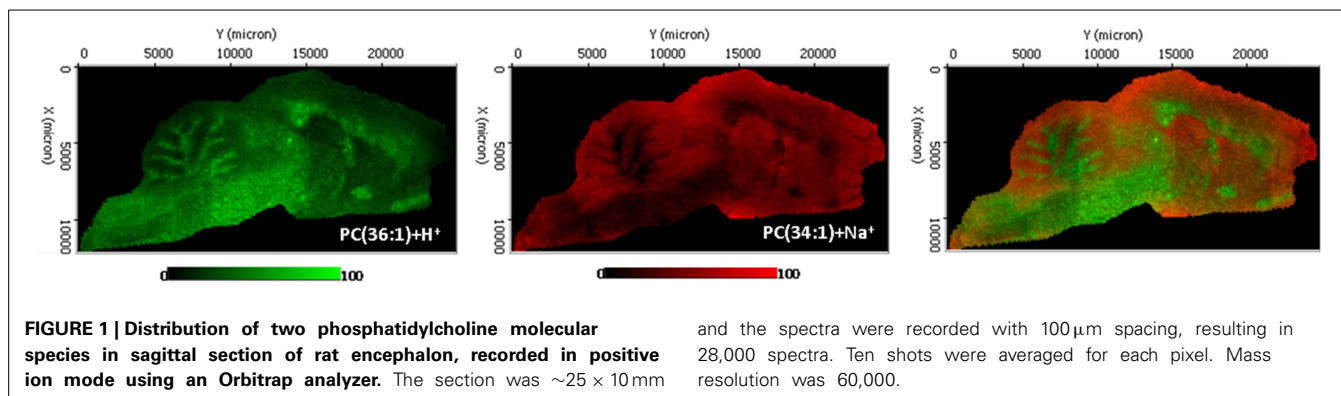 Y (micron)
0 5000 10000 15000 20000
X (micron)
0 5000 10000
PC(36:1)+H⁺
0 100
Y (micron)
0 5000 10000 15000 20000
X (micron)
0 5000 10000
PC(34:1)+Na⁺
0 100
Y (micron)
0 5000 10000 15000 20000
X (micron)
0 5000 10000
FIGURE 1 | Distribution of two phosphatidylcholine molecular
species in sagittal section of rat encephalon, recorded in positive
ion mode using an Orbitrap analyzer. The section was ~25 × 10 mm
and the spectra were recorded with 100 μm spacing, resulting in
28,000 spectra. Ten shots were averaged for each pixel. Mass
resolution was 60,000.